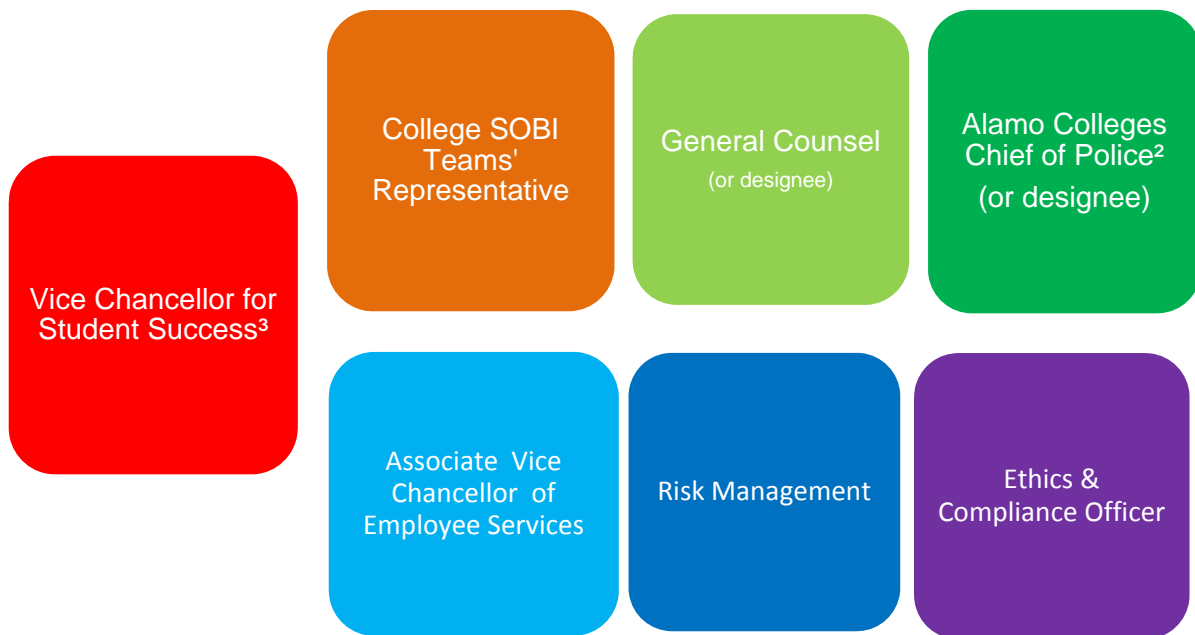 Vice Chancellor for
Student Success³
College SOBI
Teams'
Representative
General Counsel
(or designee)
Alamo Colleges
Chief of Police²
(or designee)
Associate Vice
Chancellor of
Employee Services
Risk Management
Ethics &
Compliance Officer